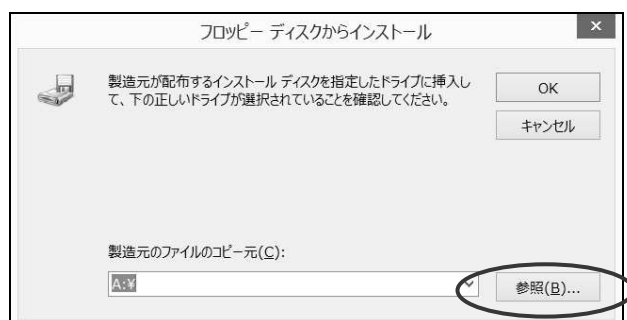 フロッピー ディスクからインストール
×
製造元が配布するインストール ディスクを指定したドライブに挿入し
て、下の正しいドライブが選択されていることを確認してください。
OK
キャンセル
製造元のファイルのコピー元(C):
A:¥
参照(B)...